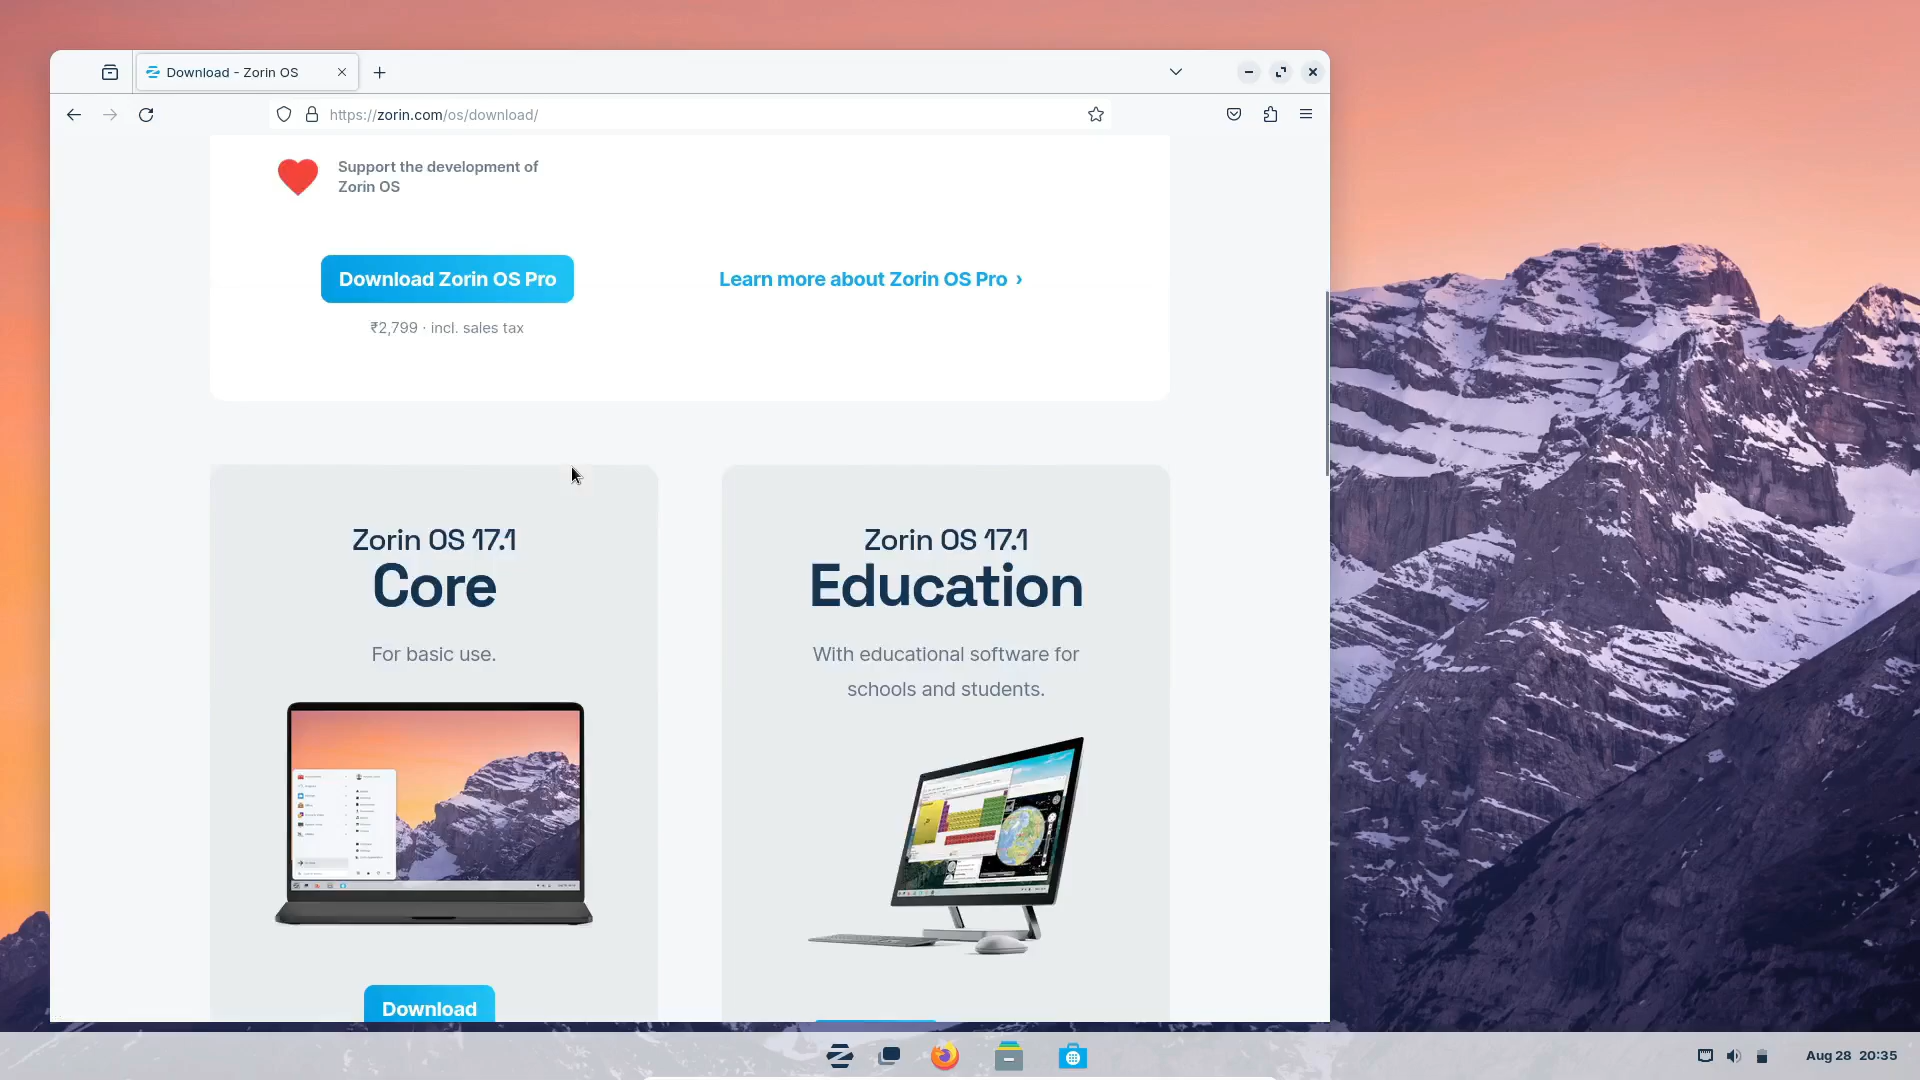 Download - Zorin OS
https://zorin.com/os/download/
Support the development of
Zorin OS
Download Zorin OS Pro
Learn more about Zorin OS Pro ›
₹2,799 · incl. sales tax
Zorin OS 17.1
Core
For basic use.
Download
Zorin OS 17.1
Education
With educational software for
schools and students.
Aug 28 20:35